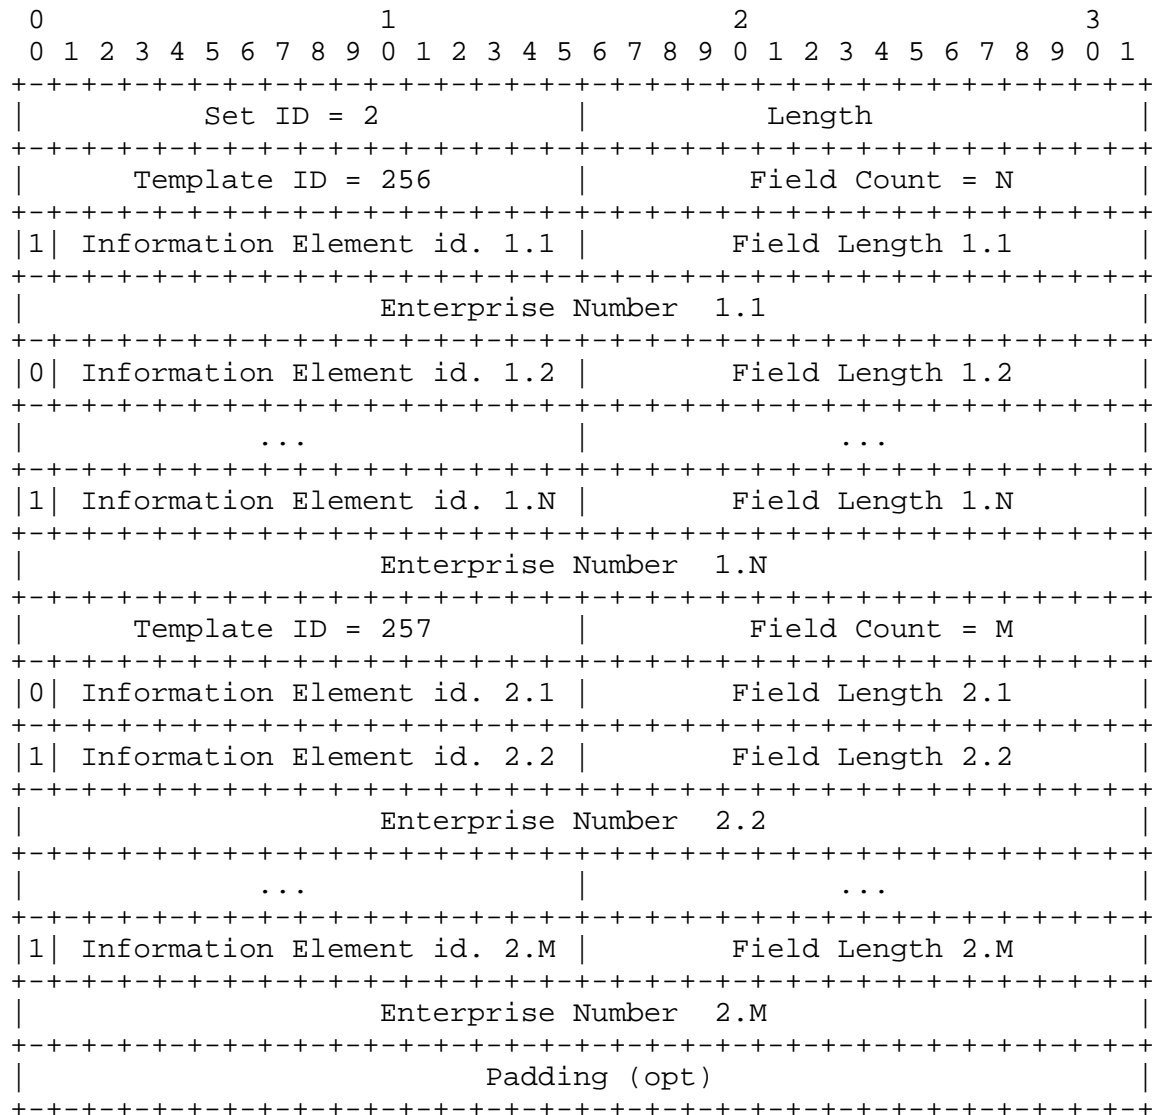 0                   1                   2                   3
 0 1 2 3 4 5 6 7 8 9 0 1 2 3 4 5 6 7 8 9 0 1 2 3 4 5 6 7 8 9 0 1
+-+-+-+-+-+-+-+-+-+-+-+-+-+-+-+-+-+-+-+-+-+-+-+-+-+-+-+-+-+-+-+-+
|          Set ID = 2           |          Length               |
+-+-+-+-+-+-+-+-+-+-+-+-+-+-+-+-+-+-+-+-+-+-+-+-+-+-+-+-+-+-+-+-+
|      Template ID = 256        |         Field Count = N       |
+-+-+-+-+-+-+-+-+-+-+-+-+-+-+-+-+-+-+-+-+-+-+-+-+-+-+-+-+-+-+-+-+
|1| Information Element id. 1.1 |        Field Length 1.1       |
+-+-+-+-+-+-+-+-+-+-+-+-+-+-+-+-+-+-+-+-+-+-+-+-+-+-+-+-+-+-+-+-+
|                    Enterprise Number  1.1                     |
+-+-+-+-+-+-+-+-+-+-+-+-+-+-+-+-+-+-+-+-+-+-+-+-+-+-+-+-+-+-+-+-+
|0| Information Element id. 1.2 |        Field Length 1.2       |
+-+-+-+-+-+-+-+-+-+-+-+-+-+-+-+-+-+-+-+-+-+-+-+-+-+-+-+-+-+-+-+-+
|             ...               |              ...              |
+-+-+-+-+-+-+-+-+-+-+-+-+-+-+-+-+-+-+-+-+-+-+-+-+-+-+-+-+-+-+-+-+
|1| Information Element id. 1.N |        Field Length 1.N       |
+-+-+-+-+-+-+-+-+-+-+-+-+-+-+-+-+-+-+-+-+-+-+-+-+-+-+-+-+-+-+-+-+
|                    Enterprise Number  1.N                     |
+-+-+-+-+-+-+-+-+-+-+-+-+-+-+-+-+-+-+-+-+-+-+-+-+-+-+-+-+-+-+-+-+
|      Template ID = 257        |         Field Count = M       |
+-+-+-+-+-+-+-+-+-+-+-+-+-+-+-+-+-+-+-+-+-+-+-+-+-+-+-+-+-+-+-+-+
|0| Information Element id. 2.1 |        Field Length 2.1       |
+-+-+-+-+-+-+-+-+-+-+-+-+-+-+-+-+-+-+-+-+-+-+-+-+-+-+-+-+-+-+-+-+
|1| Information Element id. 2.2 |        Field Length 2.2       |
+-+-+-+-+-+-+-+-+-+-+-+-+-+-+-+-+-+-+-+-+-+-+-+-+-+-+-+-+-+-+-+-+
|                    Enterprise Number  2.2                     |
+-+-+-+-+-+-+-+-+-+-+-+-+-+-+-+-+-+-+-+-+-+-+-+-+-+-+-+-+-+-+-+-+
|             ...               |              ...              |
+-+-+-+-+-+-+-+-+-+-+-+-+-+-+-+-+-+-+-+-+-+-+-+-+-+-+-+-+-+-+-+-+
|1| Information Element id. 2.M |        Field Length 2.M       |
+-+-+-+-+-+-+-+-+-+-+-+-+-+-+-+-+-+-+-+-+-+-+-+-+-+-+-+-+-+-+-+-+
|                    Enterprise Number  2.M                     |
+-+-+-+-+-+-+-+-+-+-+-+-+-+-+-+-+-+-+-+-+-+-+-+-+-+-+-+-+-+-+-+-+
|                          Padding (opt)                        |
+-+-+-+-+-+-+-+-+-+-+-+-+-+-+-+-+-+-+-+-+-+-+-+-+-+-+-+-+-+-+-+-+